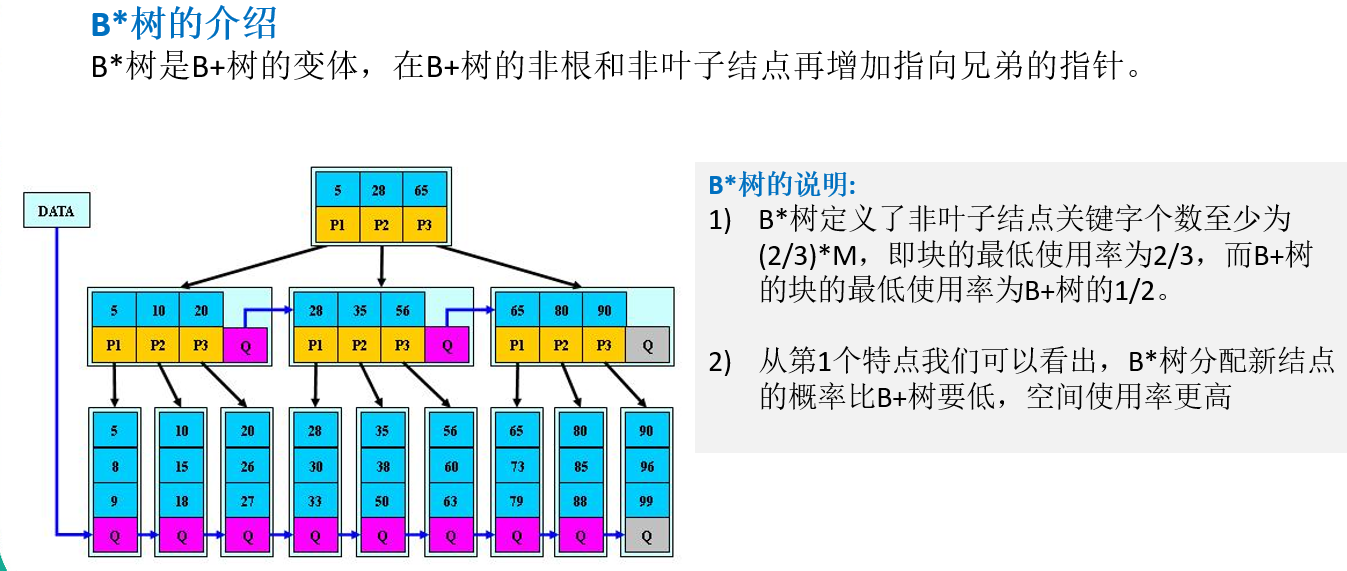 B*树的介绍
B*树是B+树的变体，在B+树的非根和非叶子结点再增加指向兄弟的指针。
DATA
5 28 65
P1 P2 P3
5 10 20
P1 P2 P3 Q
28 35 56
P1 P2 P3 Q
65 80 90
P1 P2 P3 Q
5 10 20 28 35 56 65 80 90
8 15 26 30 38 60 73 85 96
9 18 27 33 50 63 79 88 99
Q Q Q Q Q Q Q Q Q
B*树的说明:
1) B*树定义了非叶子结点关键字个数至少为
(2/3)*M，即块的最低使用率为2/3，而B+树
的块的最低使用率为B+树的1/2。
2) 从第1个特点我们可以看出，B*树分配新结点
的概率比B+树要低，空间使用率更高